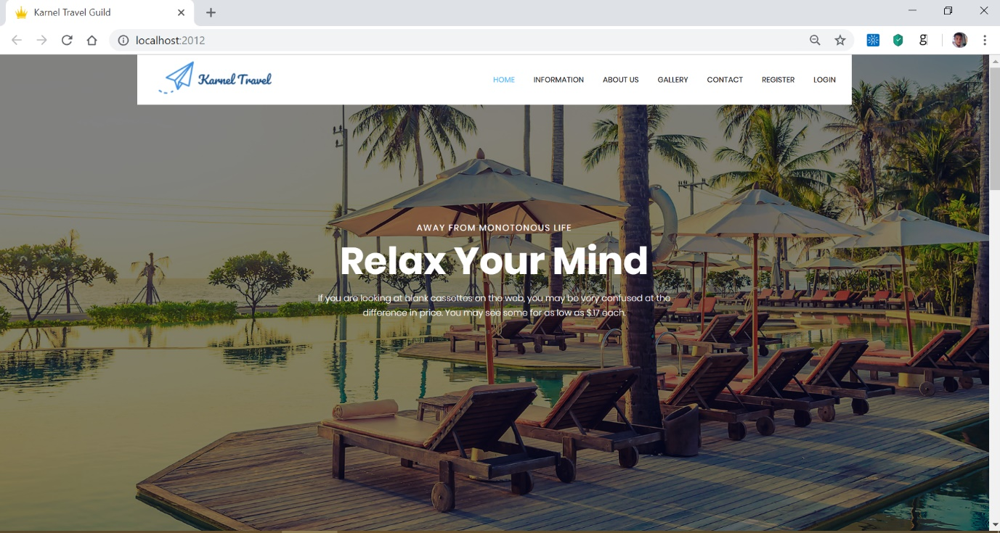 Karnel Travel Guild
localhost:2012
g
Karnel Travel
HOME INFORMATION ABOUT US GALLERY CONTACT REGISTER LOGIN
AWAY FROM MONOTONOUS LIFE
Relax Your Mind
If you are looking at blank cassettes on the web, you may be very confused at the
difference in price. You may see some for as low as $.17 each.